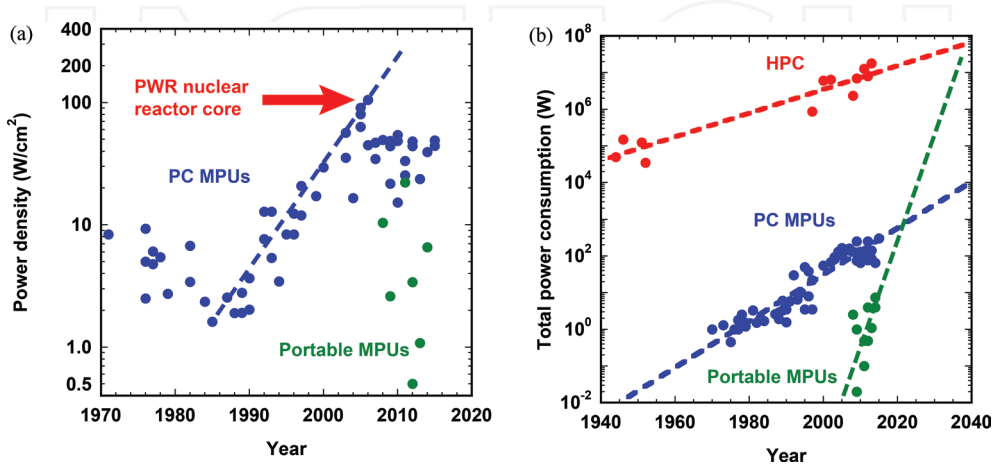 (a)
400
200
100
10
1.0
0.5
Power density (W/cm²)
PWR nuclear
reactor core
PC MPUs
Portable MPUs
1970 1980 1990 2000 2010 2020
Year
(b)
10⁸
10⁶
10⁴
10²
10⁰
10⁻²
Total power consumption (W)
HPC
PC MPUs
Portable MPUs
1940 1960 1980 2000 2020 2040
Year